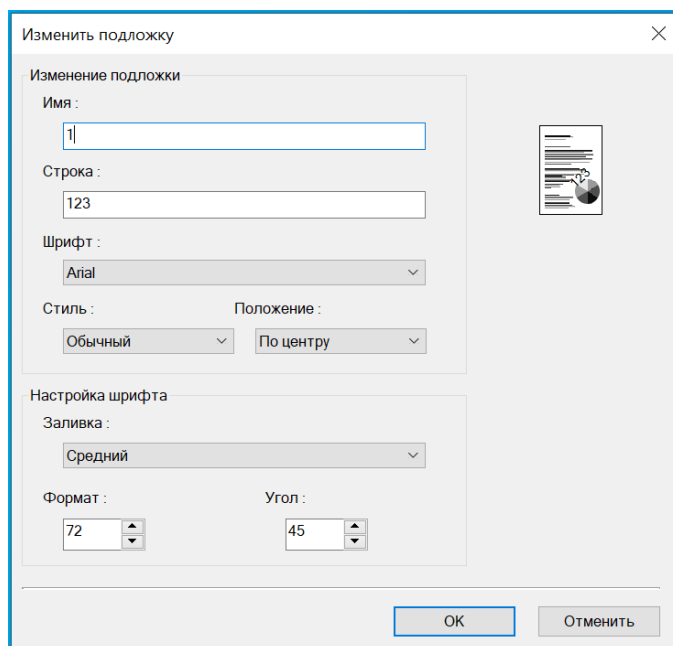 Изменить подложку
Изменение подложки
Имя :
1
Строка :
123
Шрифт :
Arial
Стиль : Положение :
Обычный По центру
Настройка шрифта
Заливка :
Средний
Формат : Угол :
72 45
123
OK Отменить